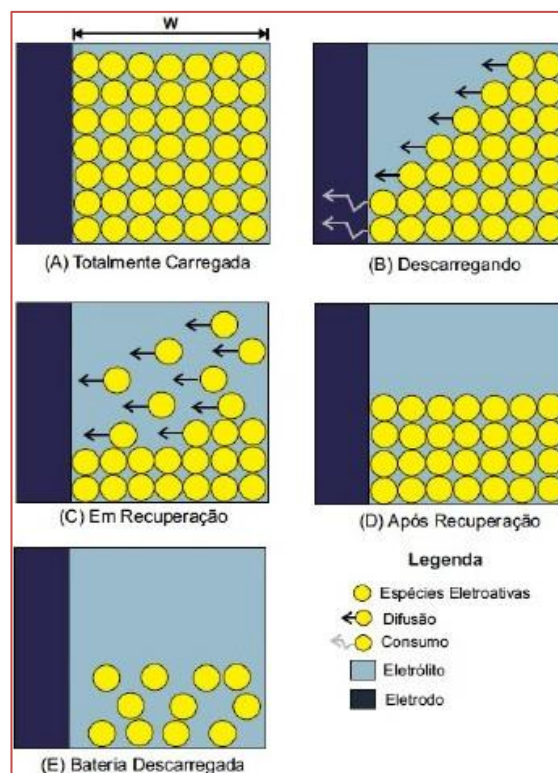 W
(A) Totalmente Carregada
(B) Descarregando
(C) Em Recuperação
(D) Após Recuperação
Legenda
Espécies Eletroativas
Difusão
Consumo
Eletrólito
Eletrodo
(E) Bateria Descarregada